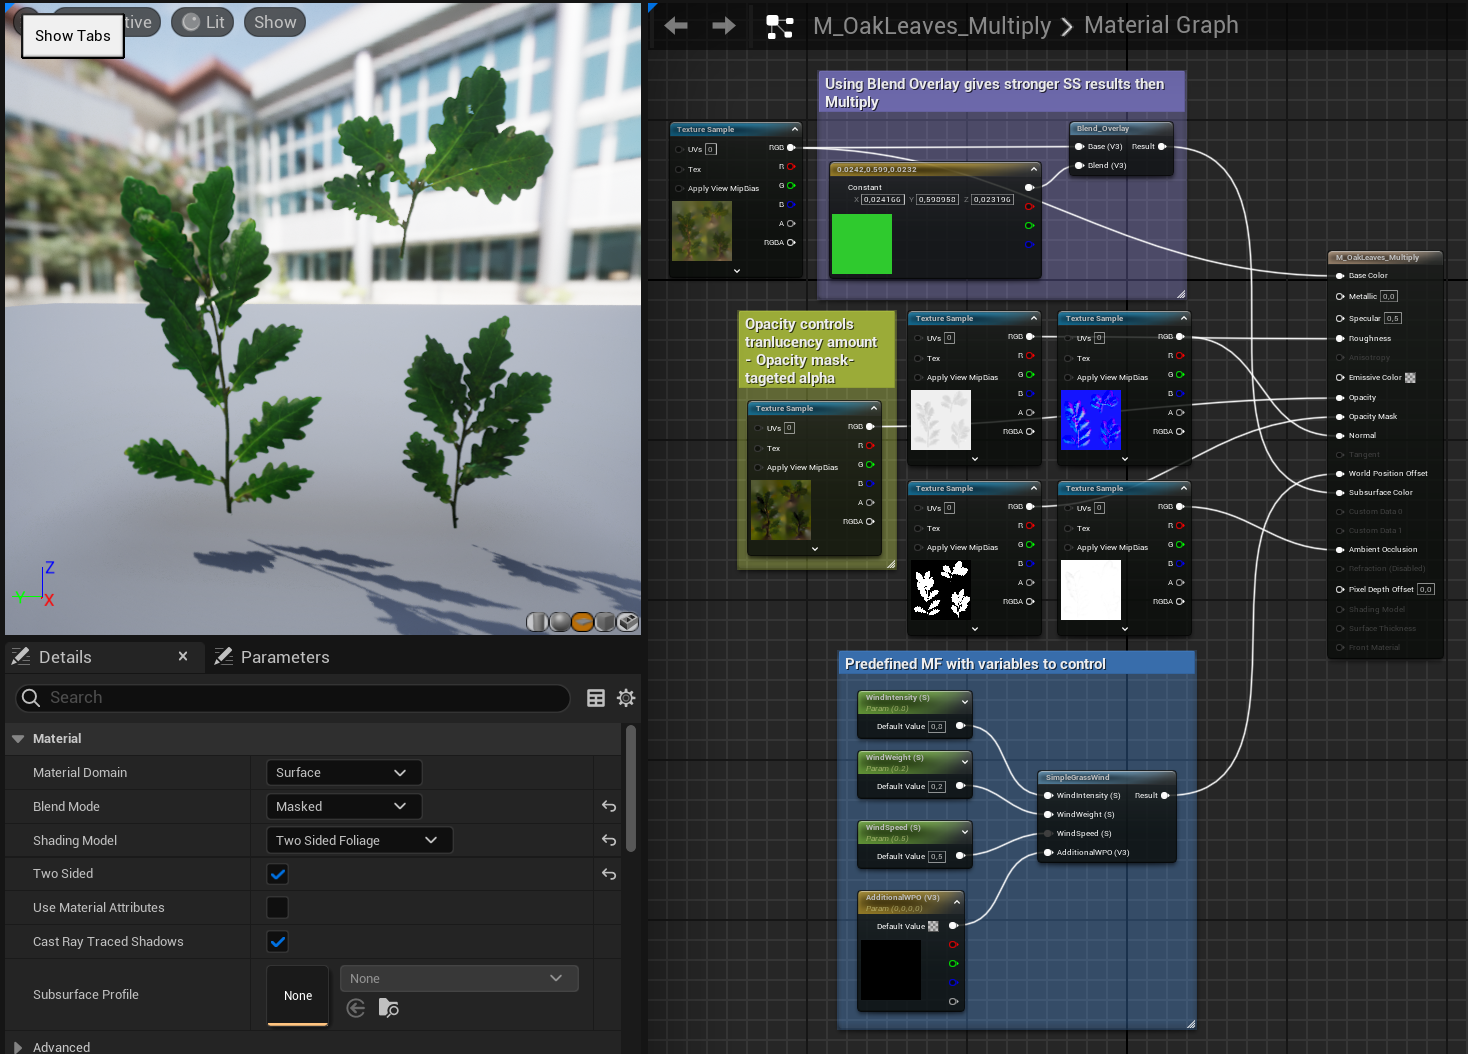 Show Tabs
tive
Lit
Show
Z
Y
X
M_OakLeaves_Multiply
Material Graph
Using Blend Overlay gives stronger SS results then
Multiply
Texture Sample
UVs 0
RGB
Tex
R
Apply View MipBias
G
B
A
RGBA
0.0242,0.599,0.0232
Constant
X 0,024166 Y 0,598958 Z 0,023196
Blend_Overlay
Base (V3) Result
Blend (V3)
Opacity controls
tranlucency amount
- Opacity mask-
tageted alpha
Texture Sample
UVs 0
RGB
Tex
R
Apply View MipBias
G
B
A
RGBA
Texture Sample
UVs 0
RGB
Tex
R
Apply View MipBias
G
B
A
RGBA
Texture Sample
UVs 0
RGB
Tex
R
Apply View MipBias
G
B
A
RGBA
Texture Sample
UVs 0
RGB
Tex
R
Apply View MipBias
G
B
A
RGBA
Texture Sample
UVs 0
RGB
Tex
R
Apply View MipBias
G
B
A
RGBA
M_OakLeaves_Multiply
Base Color
Metallic 0,0
Specular 0,5
Roughness
Anisotropy
Emissive Color
Opacity
Opacity Mask
Normal
Tangent
World Position Offset
Subsurface Color
Custom Data 0
Custom Data 1
Ambient Occlusion
Refraction (Disabled)
Pixel Depth Offset 0,0
Shading Model
Surface Thickness
Front Material
Predefined MF with variables to control
WindIntensity (S)
Default Value
WindWeight (S)
Param (0.2)
Default Value 0,2
WindSpeed (S)
Param (0.5)
Default Value 0,5
AdditionalWPO (V3)
Param (0,0,0,0)
Default Value
SimpleGrassWind
WindIntensity (S) Result
WindWeight (S)
WindSpeed (S)
AdditionalWPO (V3)
Details
Parameters
Search
Material
Material Domain
Surface
Blend Mode
Masked
Shading Model
Two Sided Foliage
Two Sided
Use Material Attributes
Cast Ray Traced Shadows
Subsurface Profile
None
None
Advanced